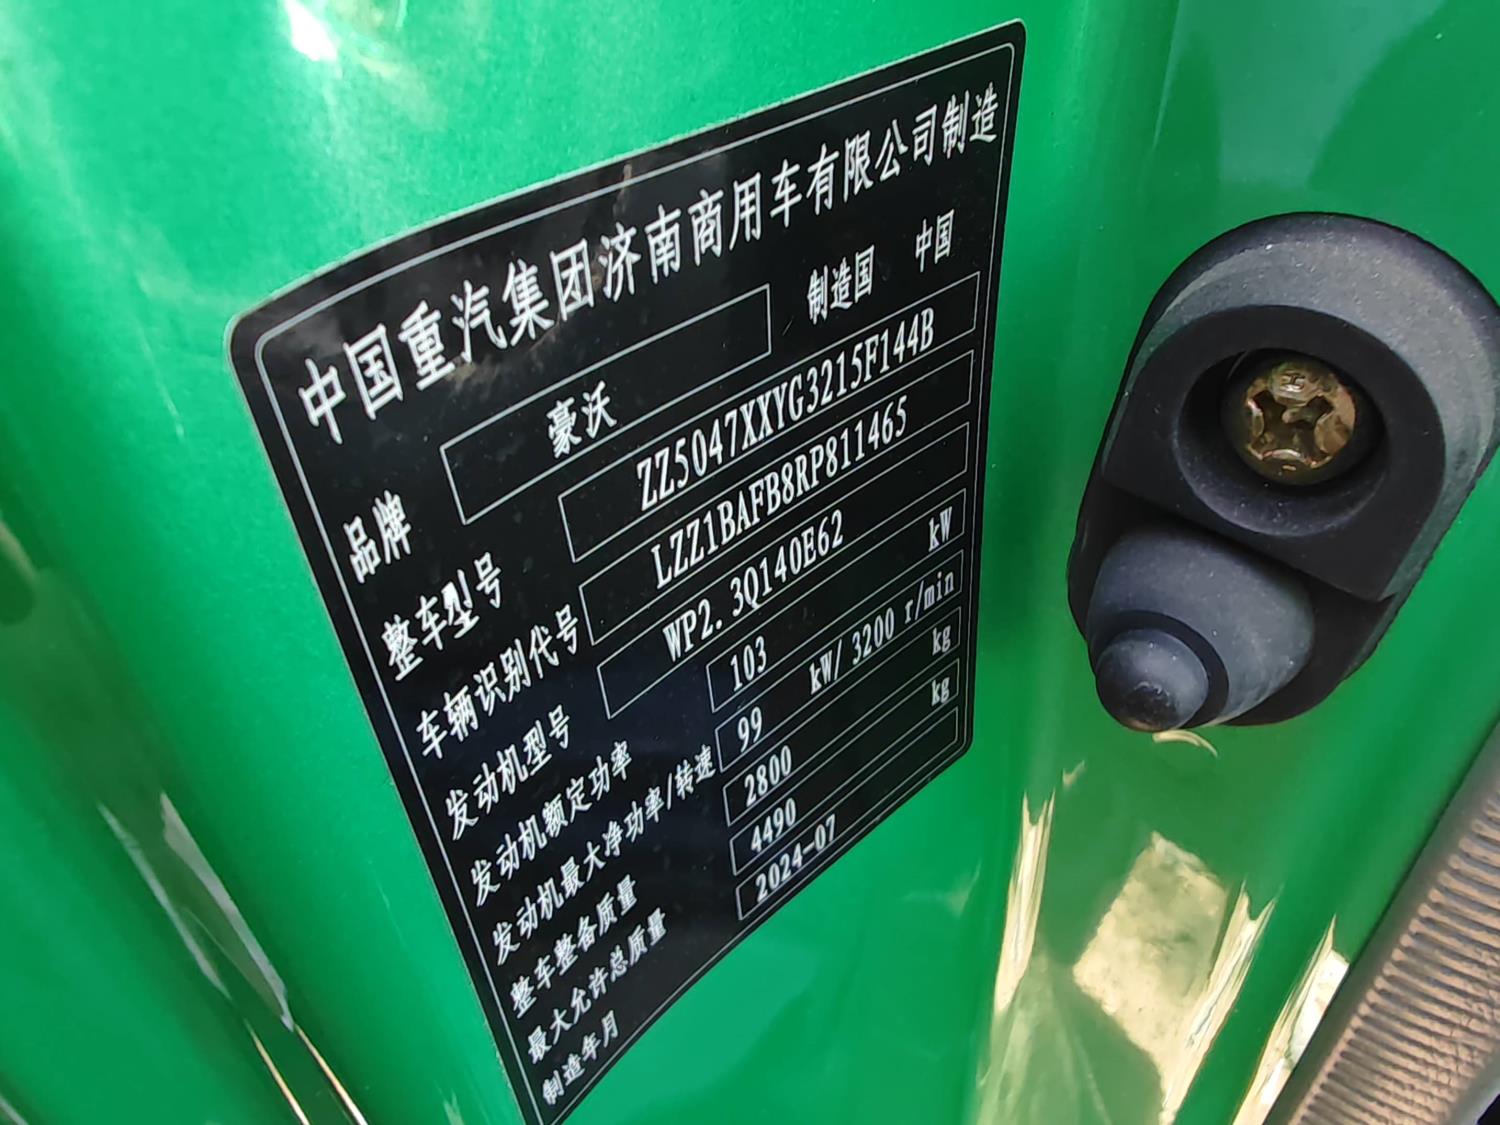 中国重汽集团济南商用车有限公司制造
品牌 豪沃 制造国 中国
整车型号 ZZ5047XXYG3215F144B
车辆识别代号 LZZ1BAFB8RP811465
发动机型号 WP2.3Q140E62
发动机额定功率 103 kW
发动机最大净功率/转速 99 kW/ 3200 r/min
整车整备质量 2800 kg
最大允许总质量 4490 kg
制造年月 2024-07